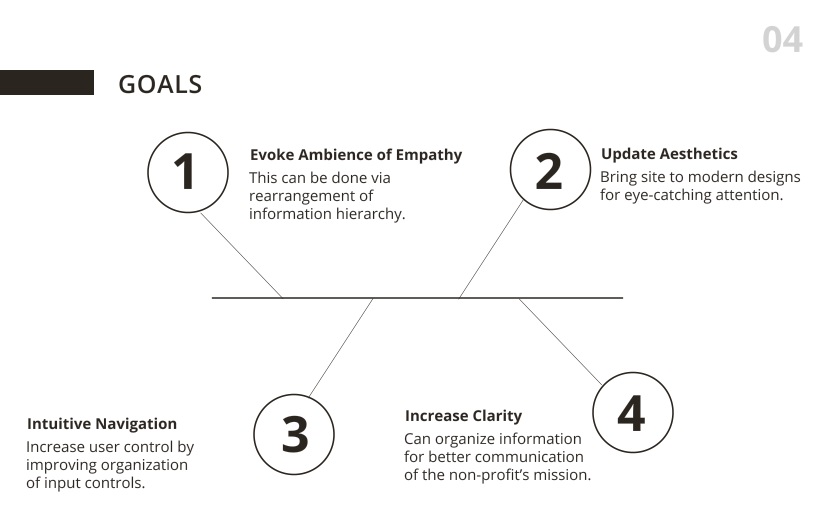 04
GOALS
1
Evoke Ambience of Empathy
This can be done via
rearrangement of
information hierarchy.
2
Update Aesthetics
Bring site to modern designs
for eye-catching attention.
3
Intuitive Navigation
Increase user control by
improving organization
of input controls.
4
Increase Clarity
Can organize information
for better communication
of the non-profit’s mission.